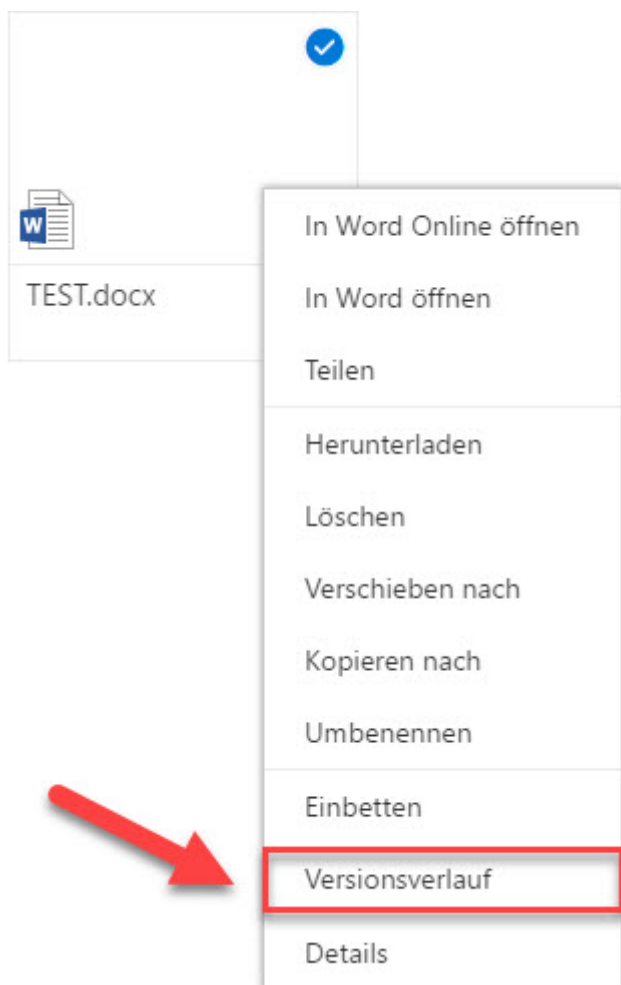 W
TEST.docx
In Word Online öffnen
In Word öffnen
Teilen
Herunterladen
Löschen
Verschieben nach
Kopieren nach
Umbenennen
Einbetten
Versionsverlauf
Details